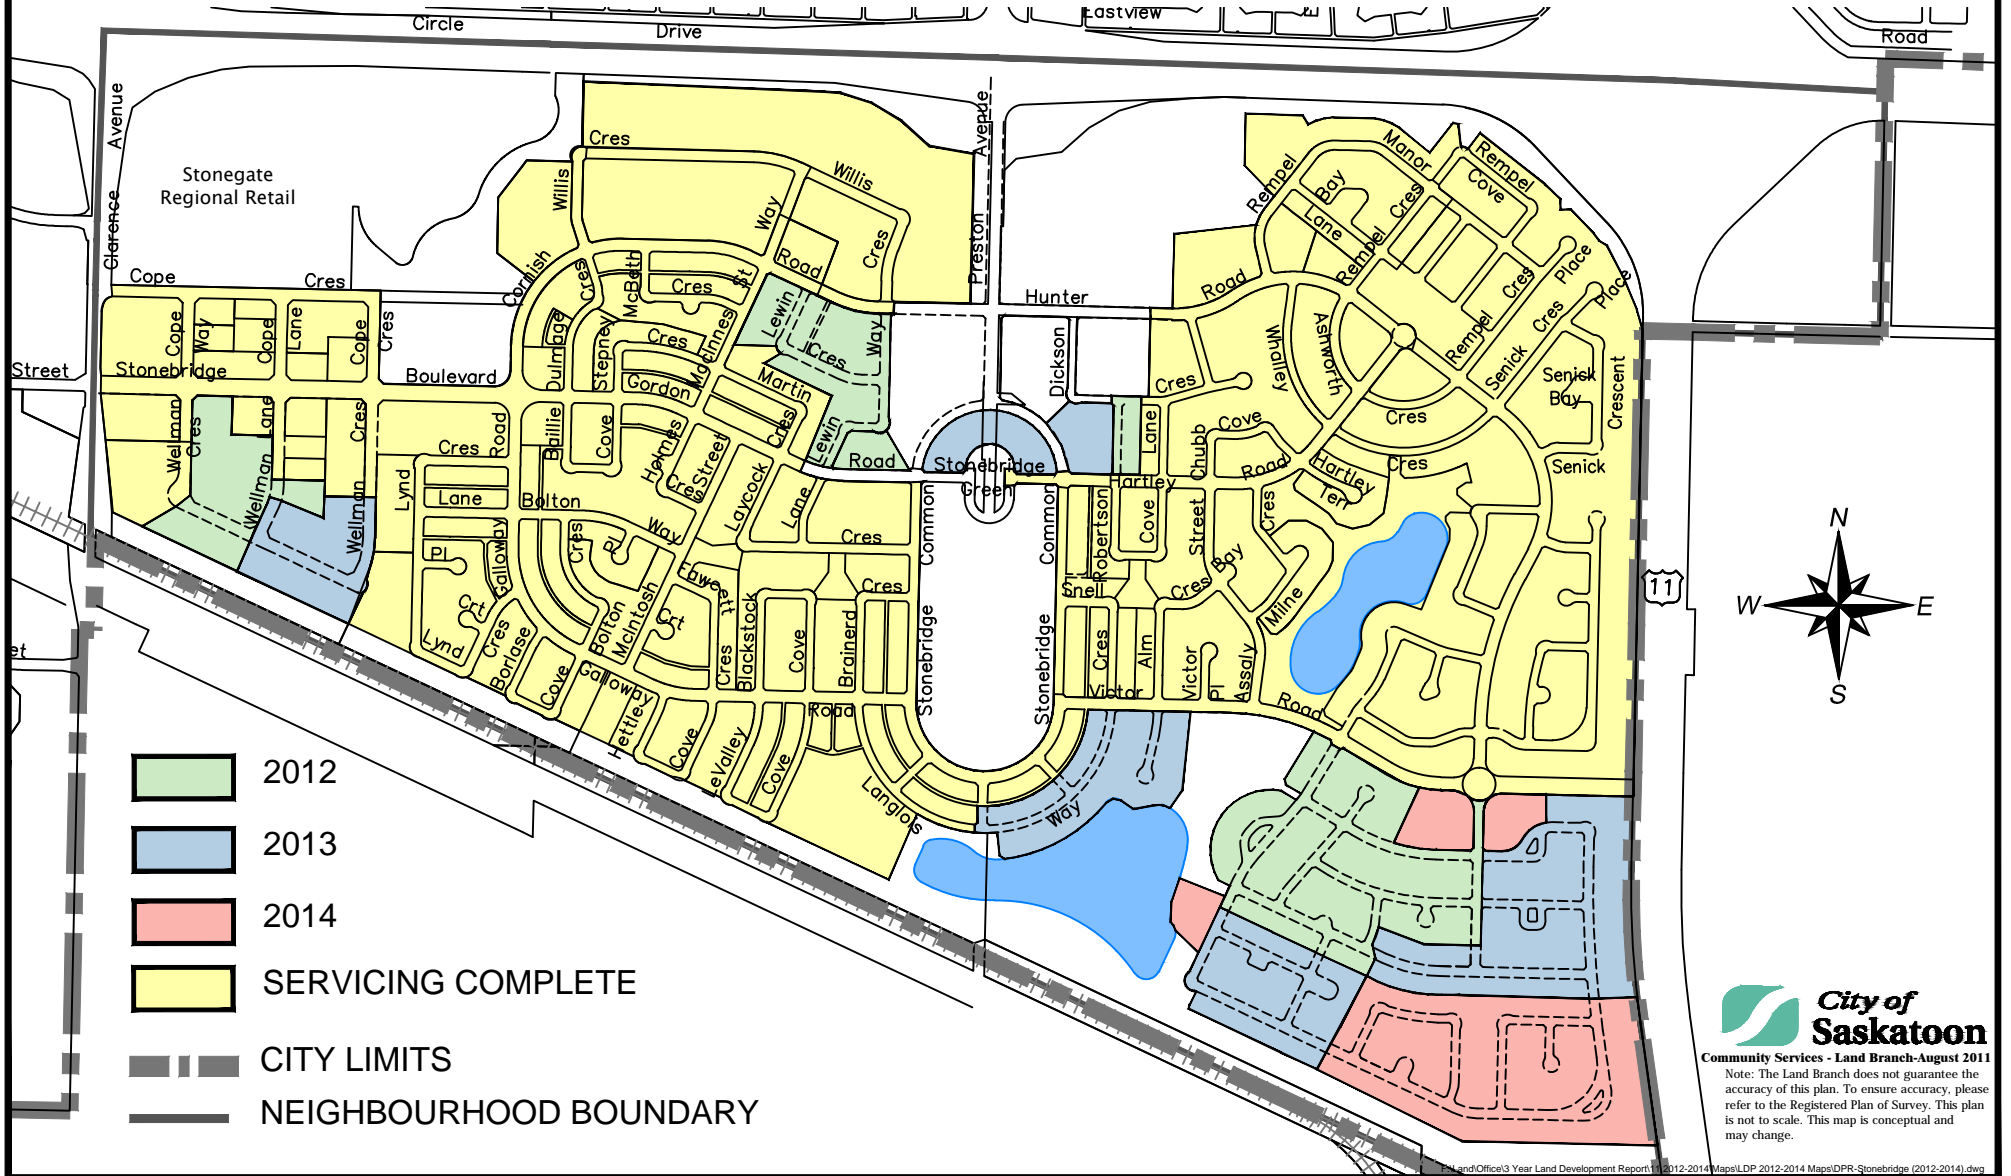 Circle
Drive
Eastview
Road
Avenue
Clarence
Stonegate
Regional Retail
Cres
Willis
Willis
Way
Cres
Road
Avenue
Preston
Hunter
Rempel
Manor
Rempel
Cove
Bay
Lane
Cres
Rempel
Road
Place
Place
Cres
Cres
Rempel
Senick
Senick
Bay
Crescent
Senick
Cope
Cres
Cornish
Cres
McBeth
Cres
St
McInnes
Cope
Way
Cope
Lane
Cope
Cres
Street
Stonebridge
Boulevard
Dulmage
Stepney
Cres
Gordon
Martin
Lewin
Cres
Way
Dickson
Cres
Whalley
Ashworth
Cres
Cres
Wellman
Cres
Lane
Cres
Wellman
Wellman
Cres
Road
Baillie
Cove
Holmes
Cres
Street
Cres
Lewin
Road
Stonebridge
Green
Lane
Hartley
Chubb
Cove
Road
Hartley
Terr
Lynd
Lane
Bolton
Way
Laycock
Lane
Cres
Common
Common
Robertson
Cove
Street
Cres
Pl
Galloway
Cres
Pl
Fawcett
Cres
Snell
Cres
Bay
Milne
Crt
Lynd
Cres
Borlase
Cove
Bolton
McIntosh
Crt
Cres
Blackstock
Cove
Brainerd
Stonebridge
Stonebridge
Cres
Alm
Victor
Victor
Pl
Assaly
Road
Galloway
Hettley
Cove
LeValley
Cove
Road
Langlois
Way
11
N
W
E
S
2012
2013
2014
SERVICING COMPLETE
CITY LIMITS
NEIGHBOURHOOD BOUNDARY
City of
Saskatoon
Community Services - Land Branch-August 2011
Note: The Land Branch does not guarantee the
accuracy of this plan. To ensure accuracy, please
refer to the Registered Plan of Survey. This plan
is not to scale. This map is conceptual and
may change.